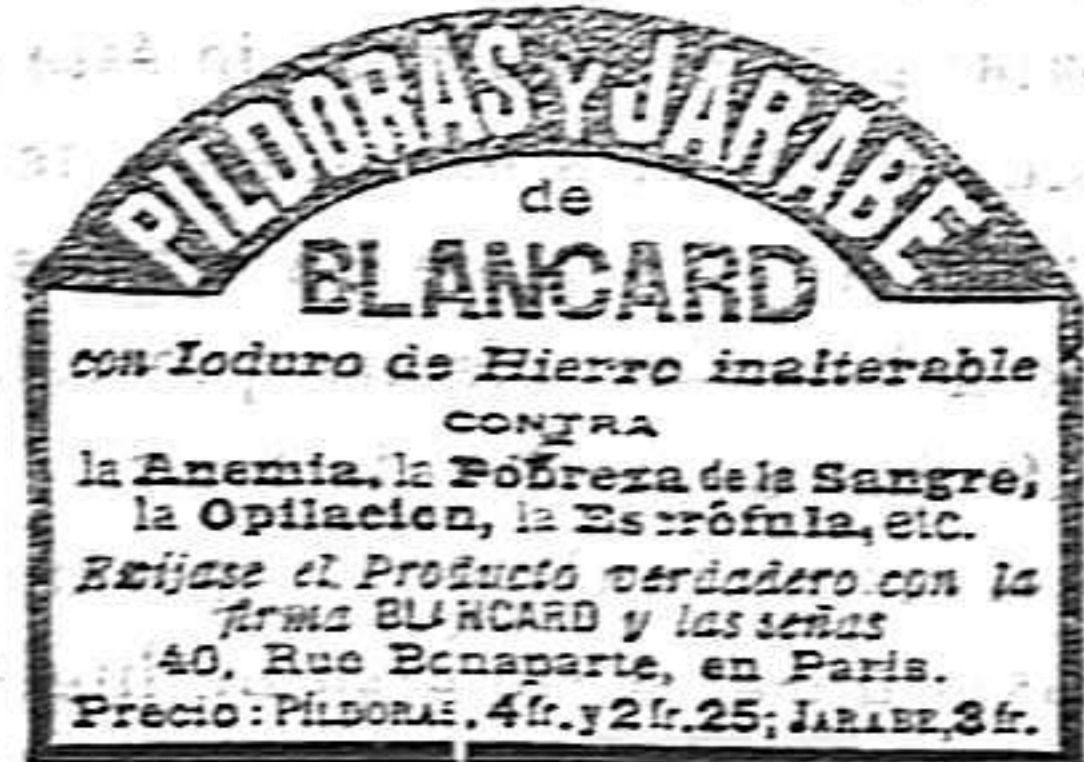 PILDORAS Y JARABE
de
BLANCARD
con Ioduro de Hierro inalterable
CONTRA
la Anemia, la Pobreza de la Sangre,
la Opilacion, la Escrófula, etc.
Exijase el Producto verdadero con la
firma BLANCARD y las señas
40, Rue Bonaparte, en Paris.
Precio: PÍLDORAS, 4 fr. y 2 fr. 25; JARABE, 3 fr.